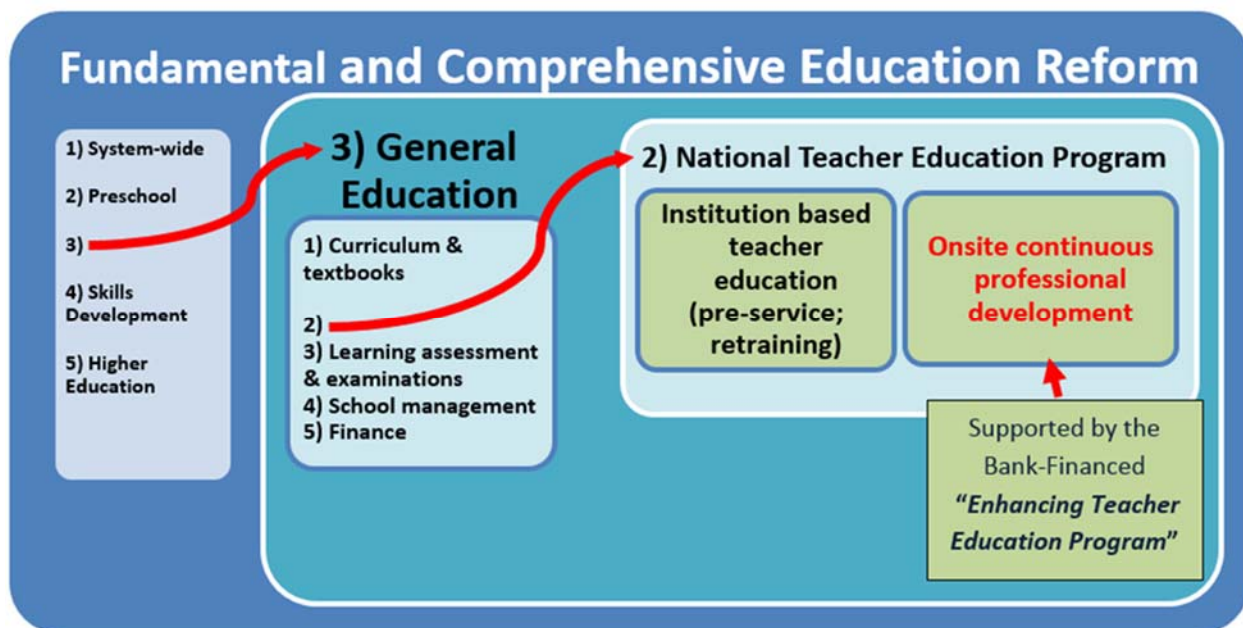 Fundamental and Comprehensive Education Reform
1) System-wide
2) Preschool
3)
4) Skills
Development
5) Higher
Education
3) General
Education
1) Curriculum &
textbooks
2)
3) Learning assessment
& examinations
4) School management
5) Finance
2) National Teacher Education Program
Institution based
teacher
education
(pre-service;
retraining)
Onsite continuous
professional
development
Supported by the
Bank-Financed
“Enhancing Teacher
Education Program”